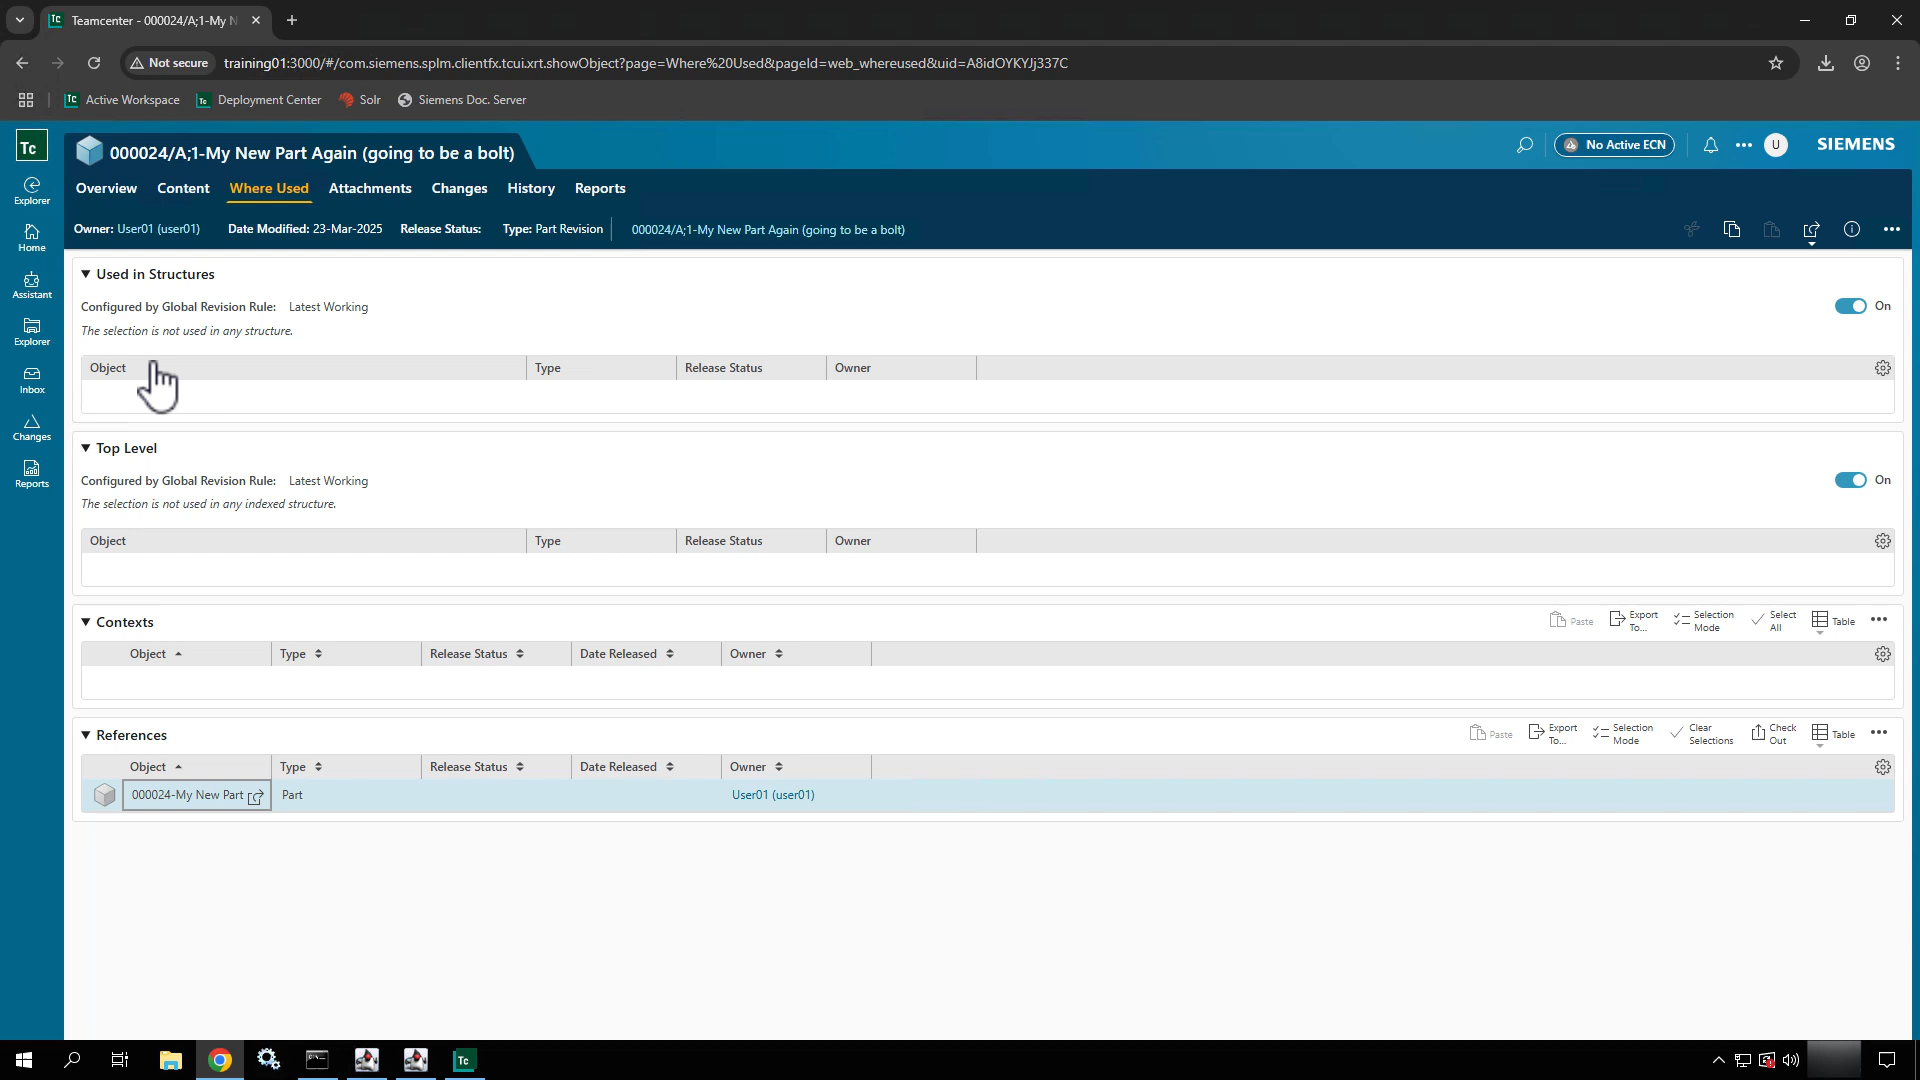 Teamcenter - 000024/A;1-My N
Not secure training01:3000/#/com.siemens.splm.clientfx.tcui.xrt.showObject?page=Where%20Used&pageId=web_whereused&uid=A8idOYKYJj337C
Tc Active Workspace Tc Deployment Center Solr Siemens Doc. Server
Tc 000024/A;1-My New Part Again (going to be a bolt) No Active ECN U SIEMENS
Explorer
Overview Content Where Used Attachments Changes History Reports
Owner: User01 (user01) Date Modified: 23-Mar-2025 Release Status: Type: Part Revision 000024/A;1-My New Part Again (going to be a bolt)
Home
Assistant
Explorer
Inbox
Changes
Reports
Used in Structures
Configured by Global Revision Rule: Latest Working On
The selection is not used in any structure.
Object Type Release Status Owner
Top Level
Configured by Global Revision Rule: Latest Working On
The selection is not used in any indexed structure.
Object Type Release Status Owner
Contexts Paste Export To... Selection Mode Select All Table
Object Type Release Status Date Released Owner
References Paste Export To... Selection Mode Clear Selections Check Out Table
Object Type Release Status Date Released Owner
000024-My New Part Part User01 (user01)
Tc